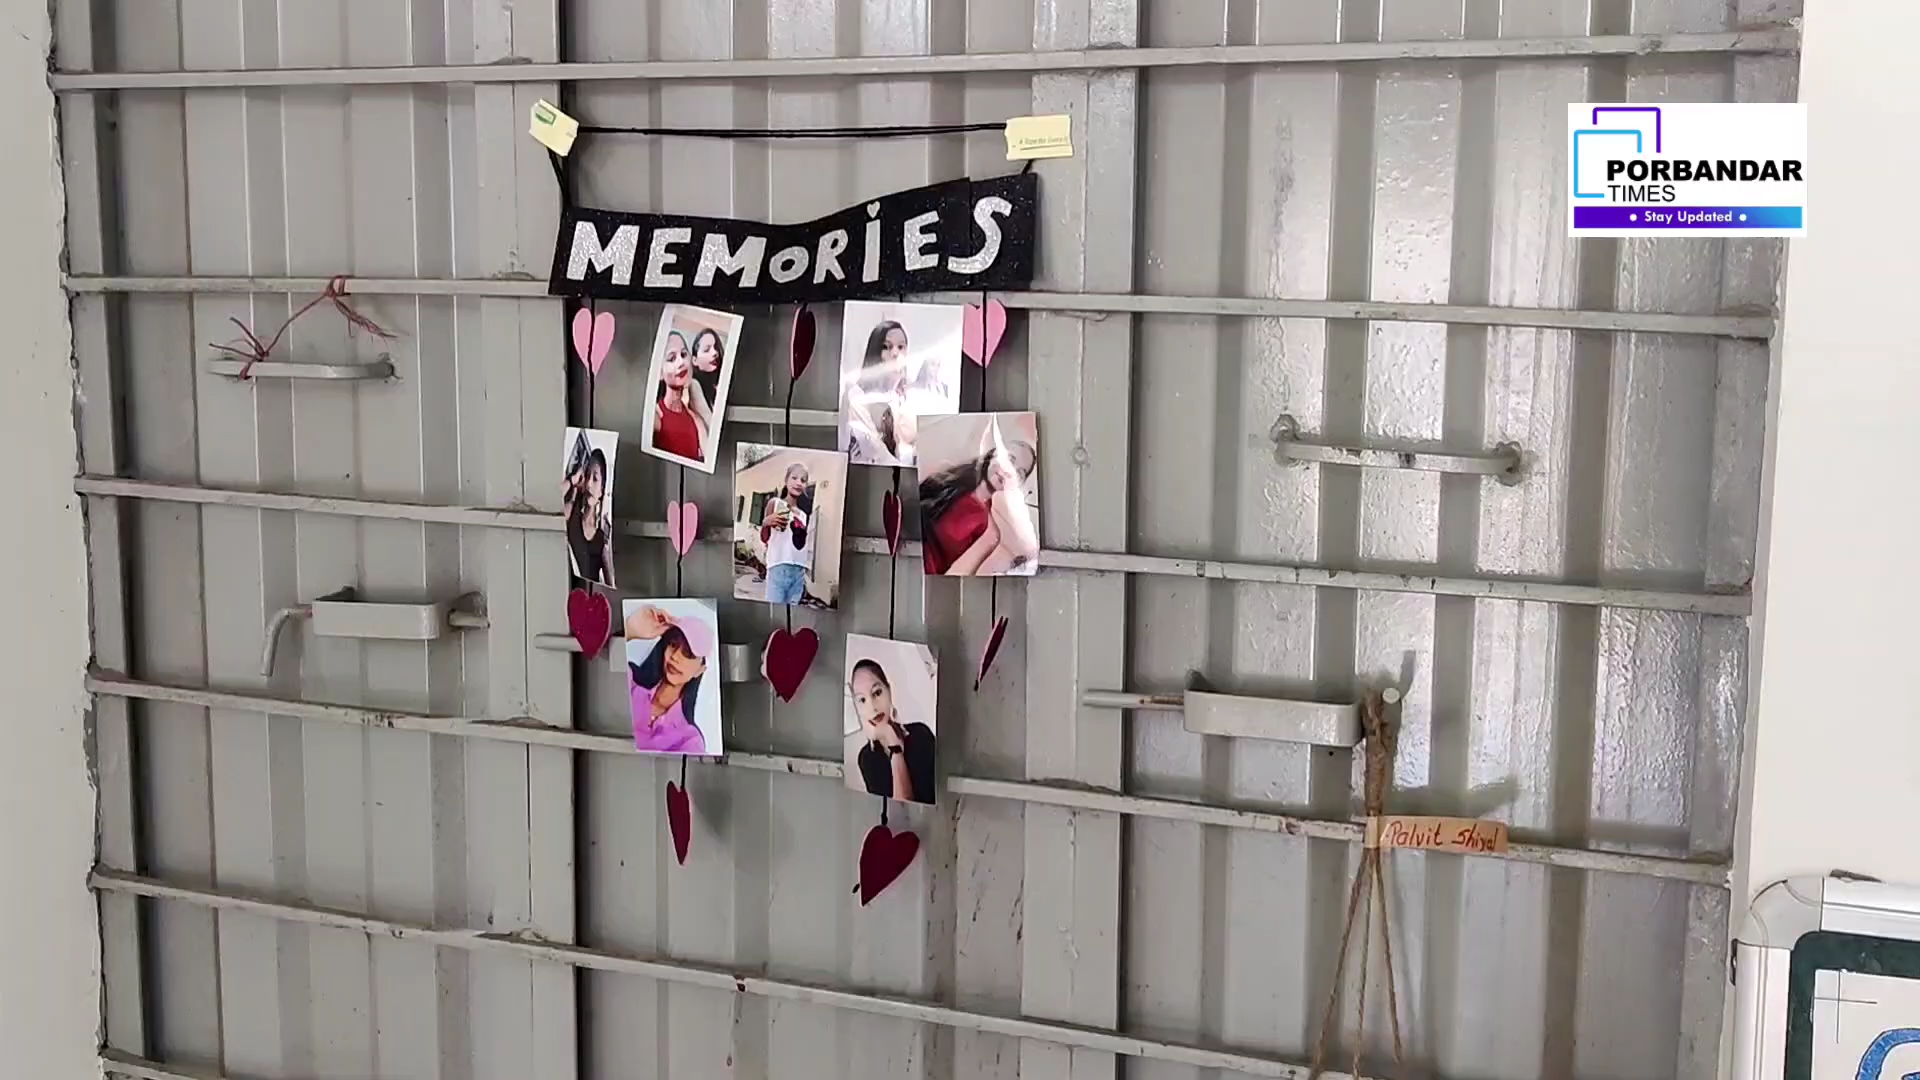 MEMORiES
PORBANDAR
TIMES
• Stay Updated •
Palvit Shiyal